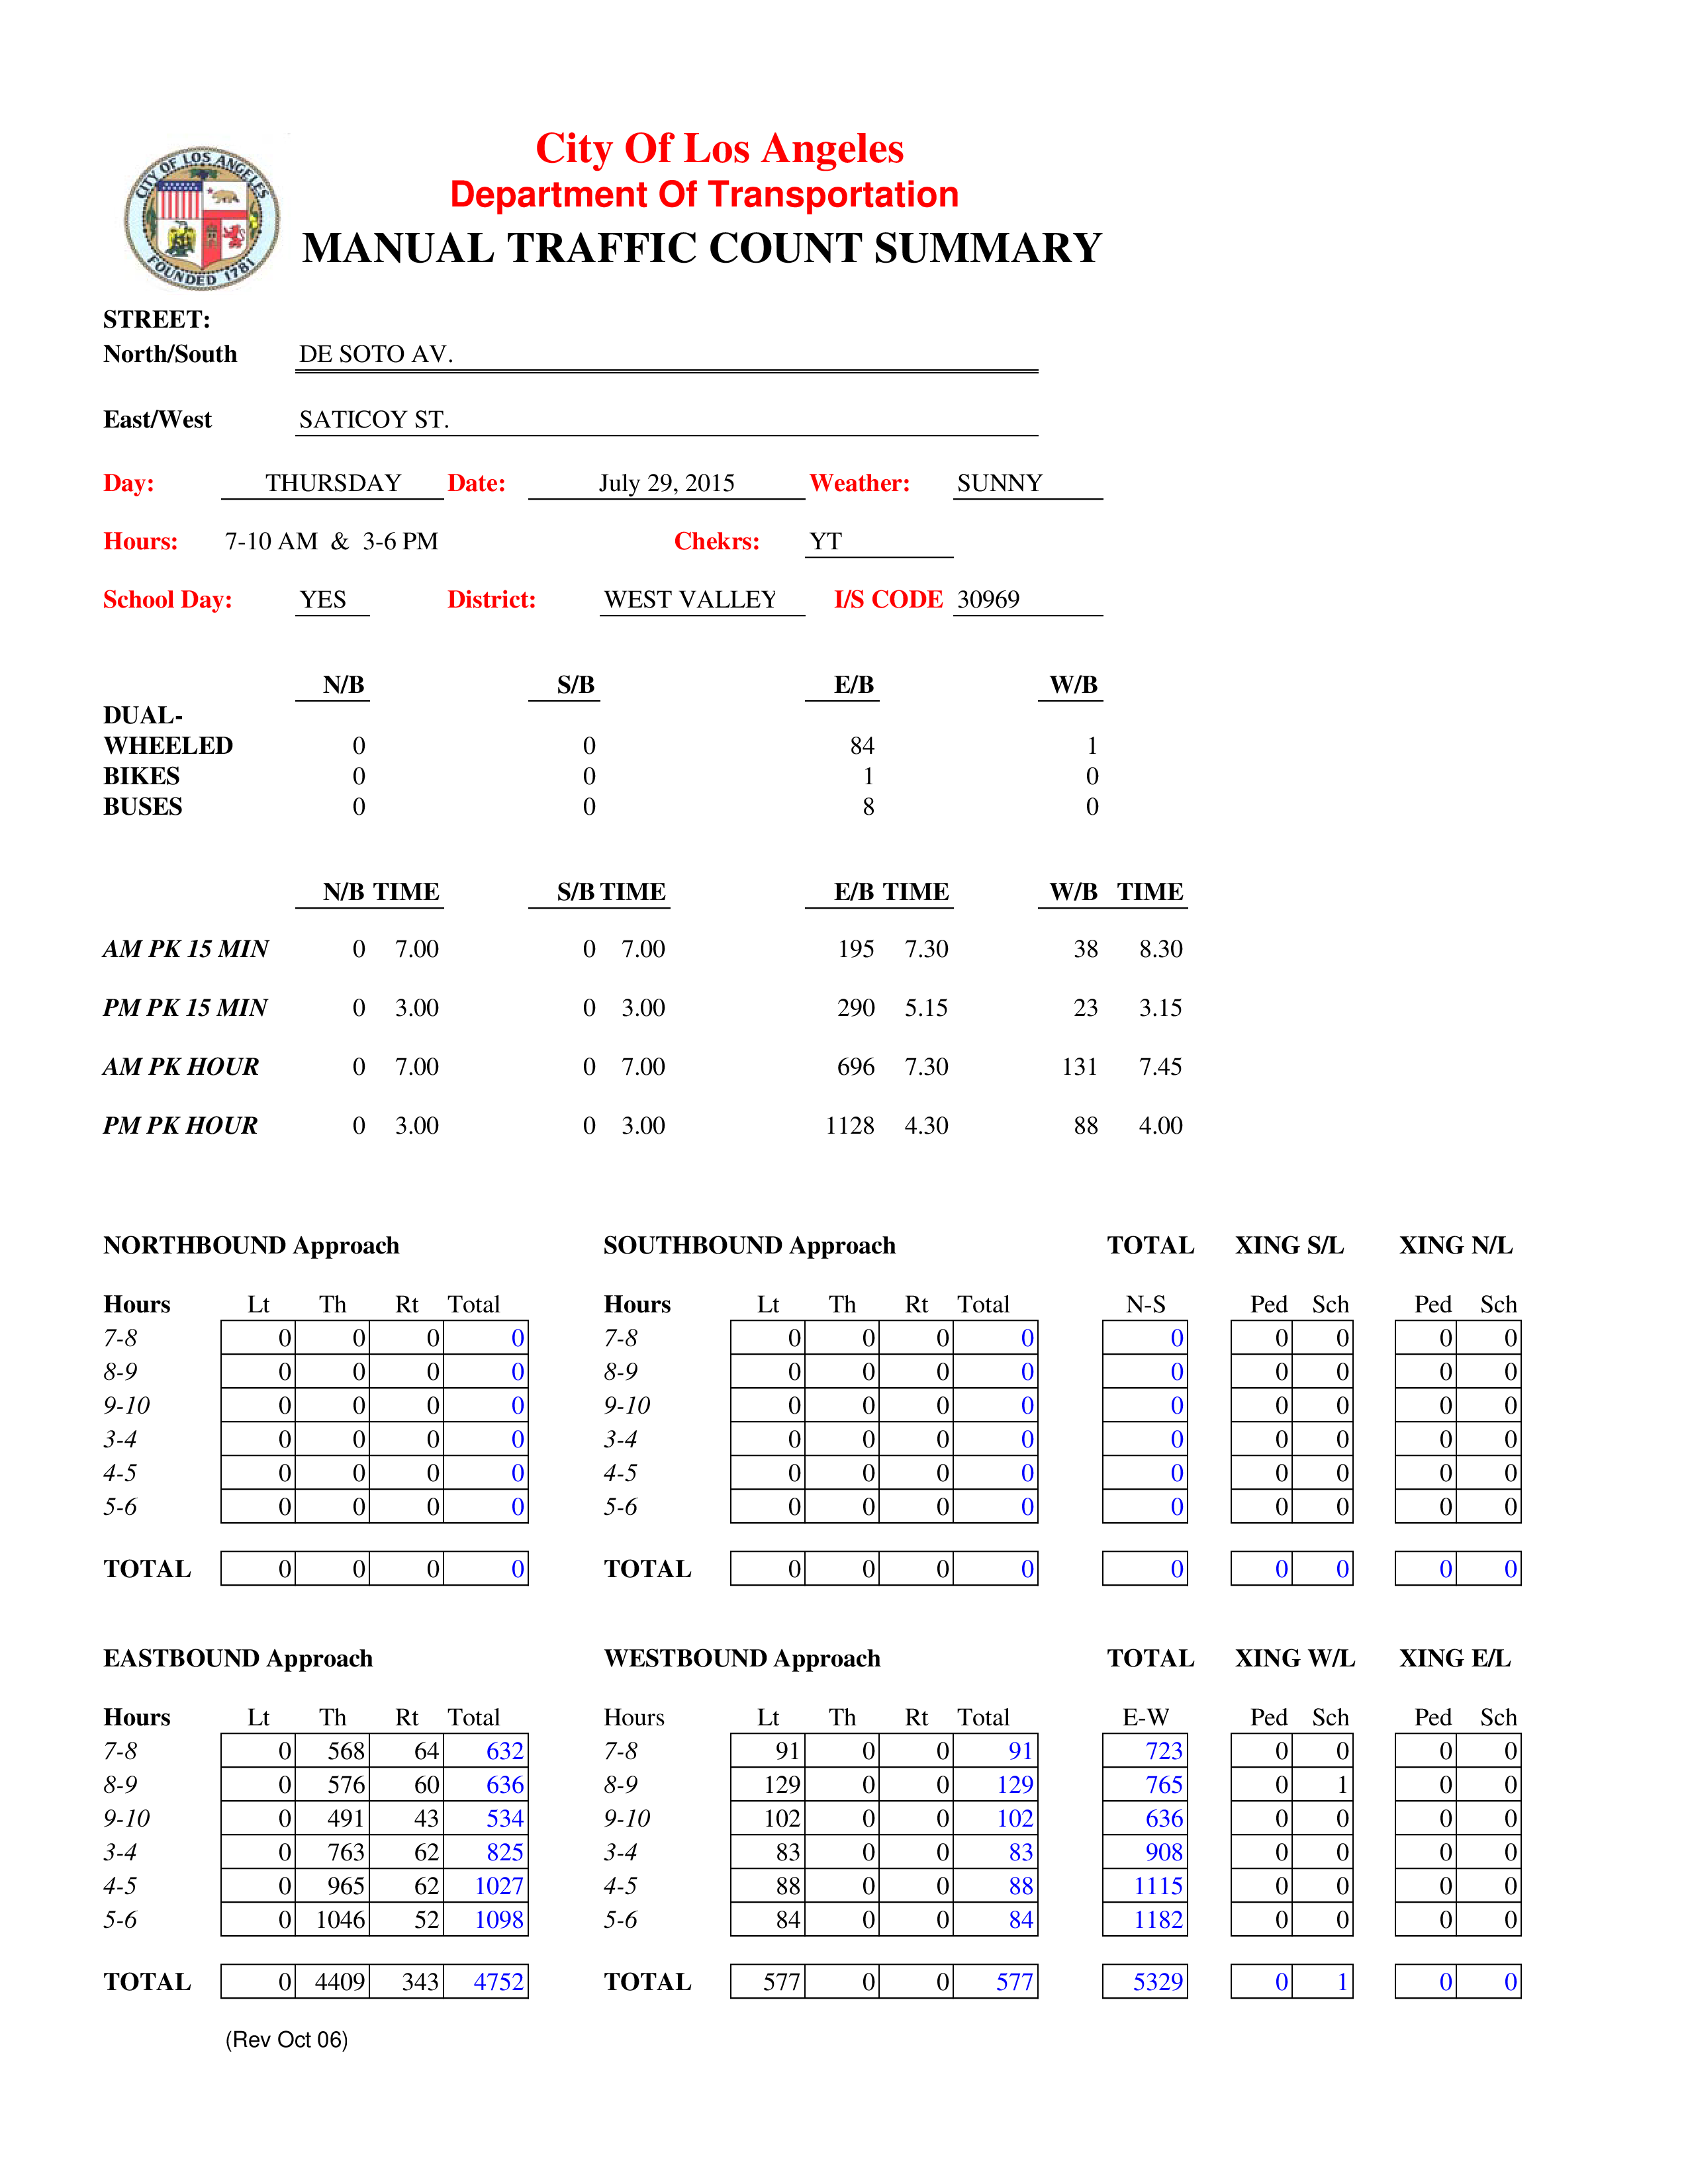 City Of Los Angeles
Department Of Transportation
MANUAL TRAFFIC COUNT SUMMARY
CITY OF LOS ANGELES
FOUNDED 1781
STREET:
North/South DE SOTO AV.
East/West SATICOY ST.
Day: THURSDAY Date: July 29, 2015 Weather: SUNNY
Hours: 7-10 AM & 3-6 PM Chekrs: YT
School Day: YES District: WEST VALLEY I/S CODE 30969
N/B S/B E/B W/B
DUAL-
WHEELED 0 0 84 1
BIKES 0 0 1 0
BUSES 0 0 8 0
N/B TIME S/B TIME E/B TIME W/B TIME
AM PK 15 MIN 0 7.00 0 7.00 195 7.30 38 8.30
PM PK 15 MIN 0 3.00 0 3.00 290 5.15 23 3.15
AM PK HOUR 0 7.00 0 7.00 696 7.30 131 7.45
PM PK HOUR 0 3.00 0 3.00 1128 4.30 88 4.00
NORTHBOUND Approach SOUTHBOUND Approach TOTAL XING S/L XING N/L
Hours Lt Th Rt Total Hours Lt Th Rt Total N-S Ped Sch Ped Sch
7-8 0 0 0 0 7-8 0 0 0 0 0 0 0 0 0
8-9 0 0 0 0 8-9 0 0 0 0 0 0 0 0 0
9-10 0 0 0 0 9-10 0 0 0 0 0 0 0 0 0
3-4 0 0 0 0 3-4 0 0 0 0 0 0 0 0 0
4-5 0 0 0 0 4-5 0 0 0 0 0 0 0 0 0
5-6 0 0 0 0 5-6 0 0 0 0 0 0 0 0 0
TOTAL 0 0 0 0 TOTAL 0 0 0 0 0 0 0 0 0
EASTBOUND Approach WESTBOUND Approach TOTAL XING W/L XING E/L
Hours Lt Th Rt Total Hours Lt Th Rt Total E-W Ped Sch Ped Sch
7-8 0 568 64 632 7-8 91 0 0 91 723 0 0 0 0
8-9 0 576 60 636 8-9 129 0 0 129 765 0 1 0 0
9-10 0 491 43 534 9-10 102 0 0 102 636 0 0 0 0
3-4 0 763 62 825 3-4 83 0 0 83 908 0 0 0 0
4-5 0 965 62 1027 4-5 88 0 0 88 1115 0 0 0 0
5-6 0 1046 52 1098 5-6 84 0 0 84 1182 0 0 0 0
TOTAL 0 4409 343 4752 TOTAL 577 0 0 577 5329 0 1 0 0
(Rev Oct 06)